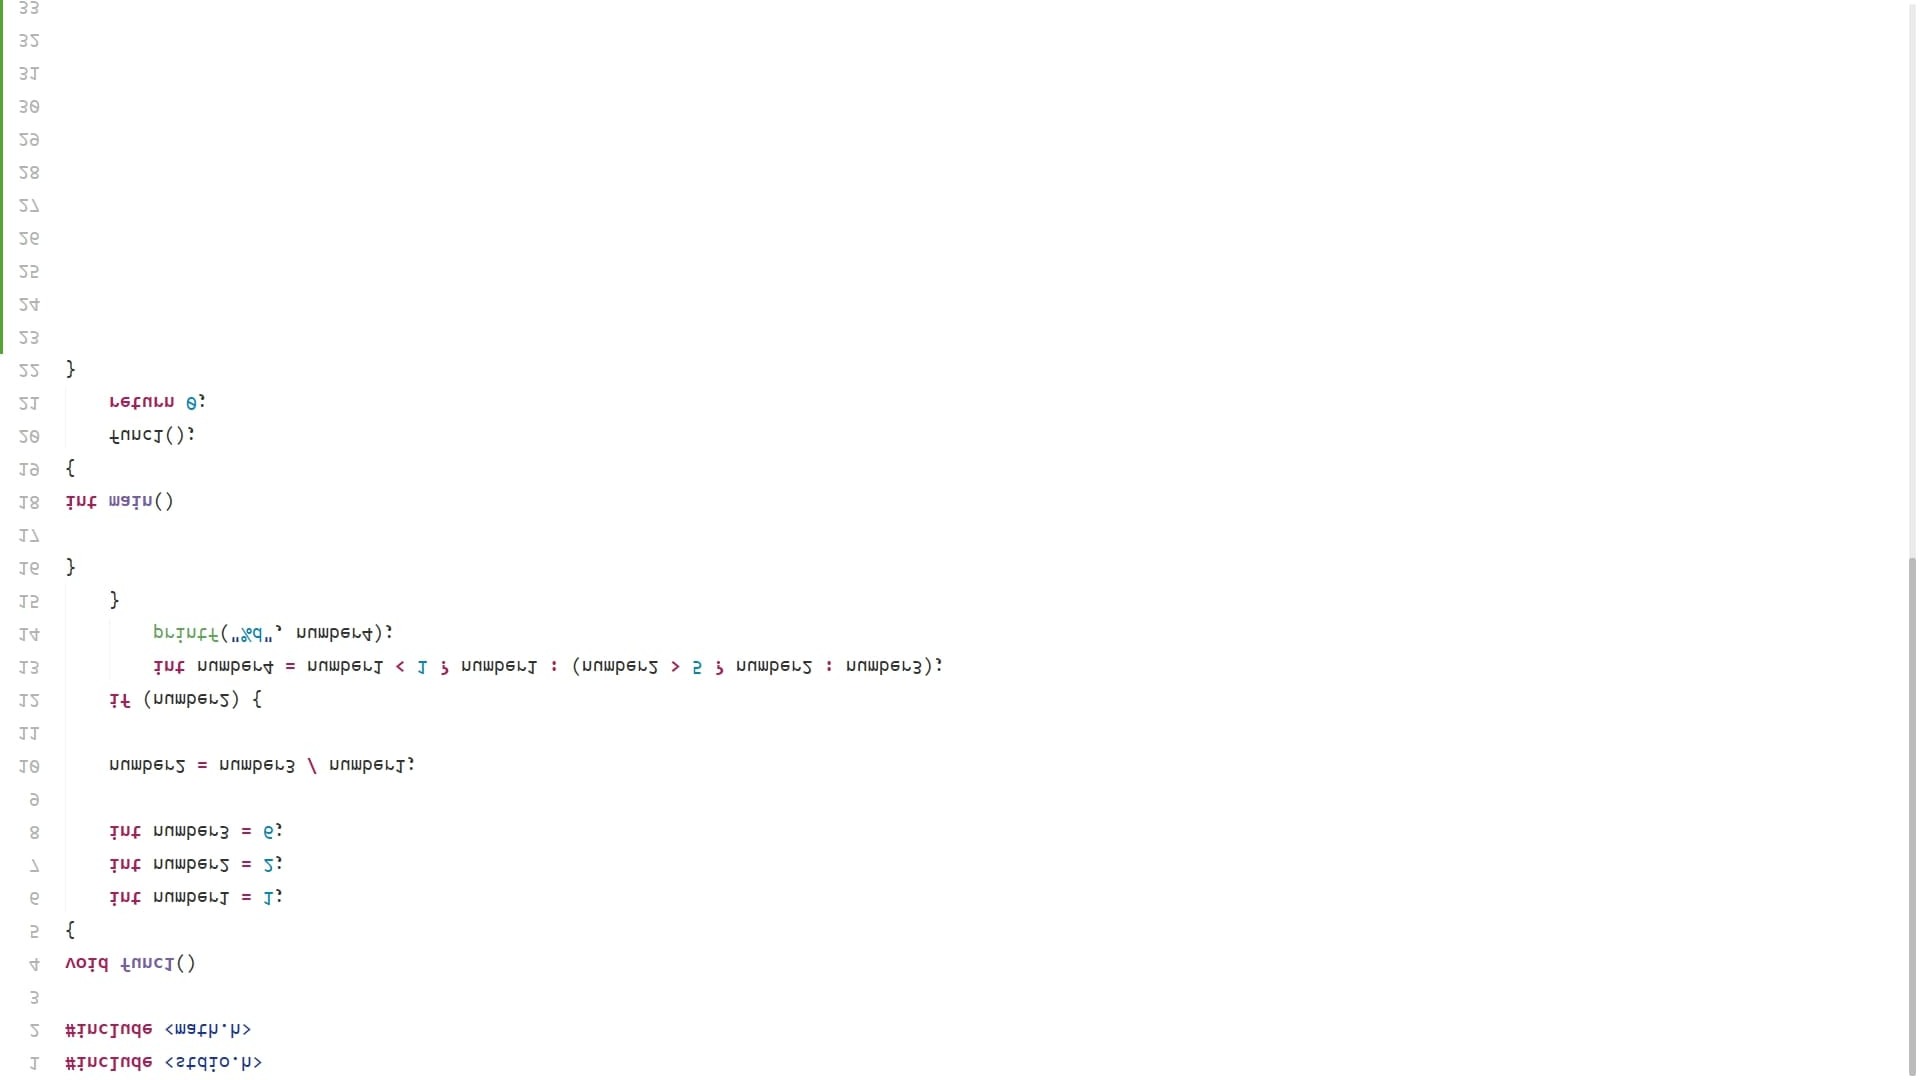 1 #include <stdio.h>
2 #include <math.h>
3
4 void func1()
5 {
6     int number1 = 1;
7     int number2 = 2;
8     int number3 = 6;
9
10     number2 = number3 / number1;
11
12     if (number2) {
13         int number4 = number1 < 1 ? number1 : (number2 > 5 ? number2 : number3);
14         printf("%d", number4);
15     }
16 }
17
18 int main()
19 {
20     func1();
21     return 0;
22 }
23
24
25
26
27
28
29
30
31
32
33